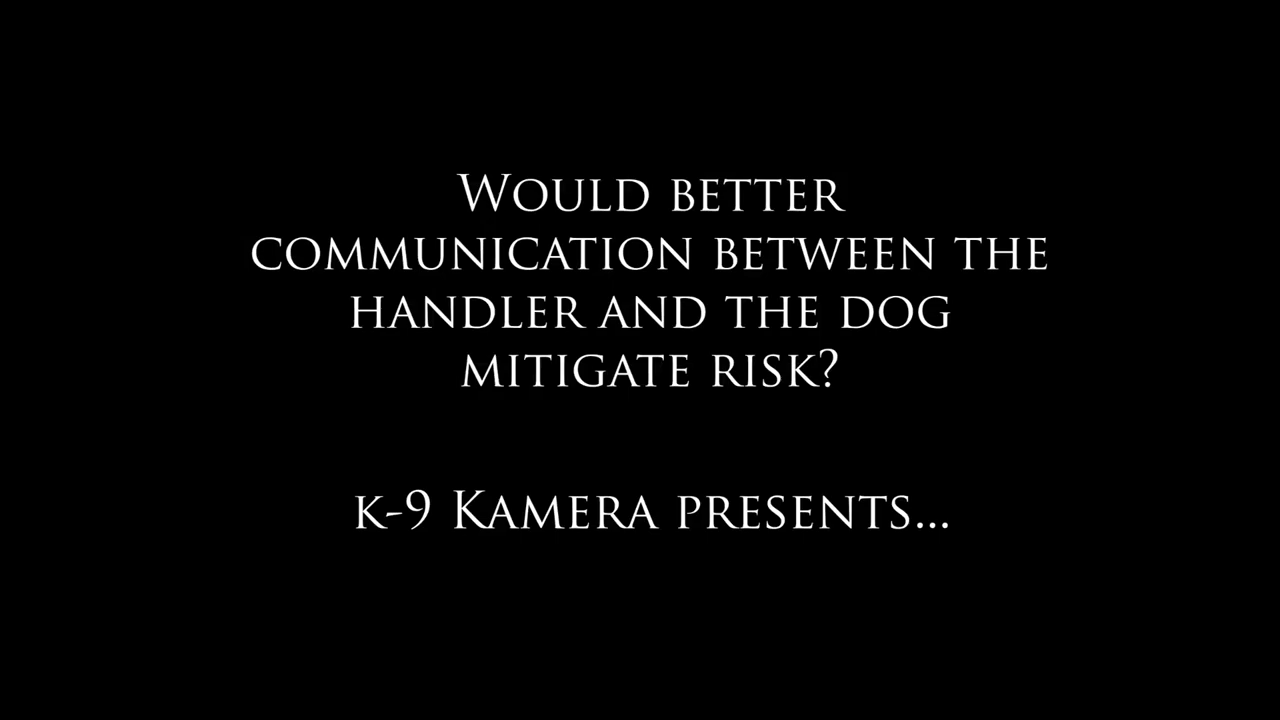 Would better
communication between the
handler and the dog
mitigate risk?
k-9 Kamera presents...